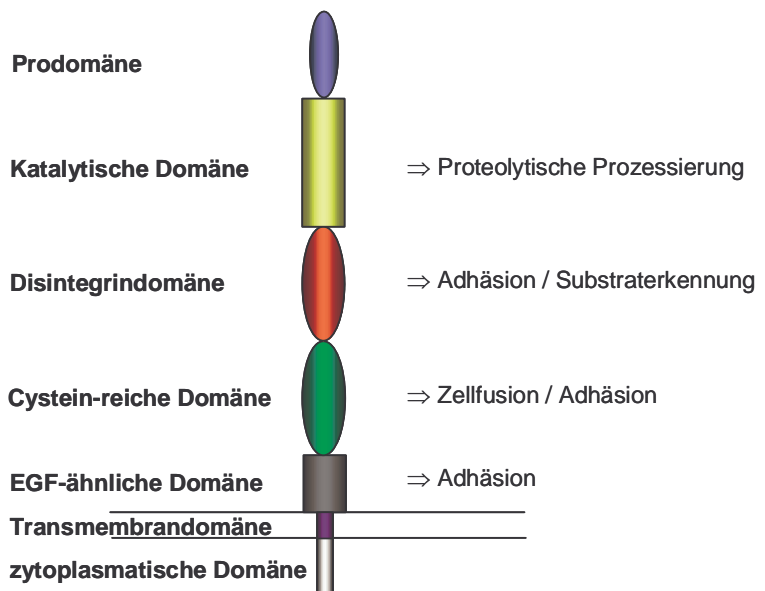 Prodomäne
Katalytische Domäne ⇒ Proteolytische Prozessierung
Disintegrindomäne ⇒ Adhäsion / Substraterkennung
Cystein-reiche Domäne ⇒ Zellfusion / Adhäsion
EGF-ähnliche Domäne ⇒ Adhäsion
Transmembrandomäne
zytoplasmatische Domäne